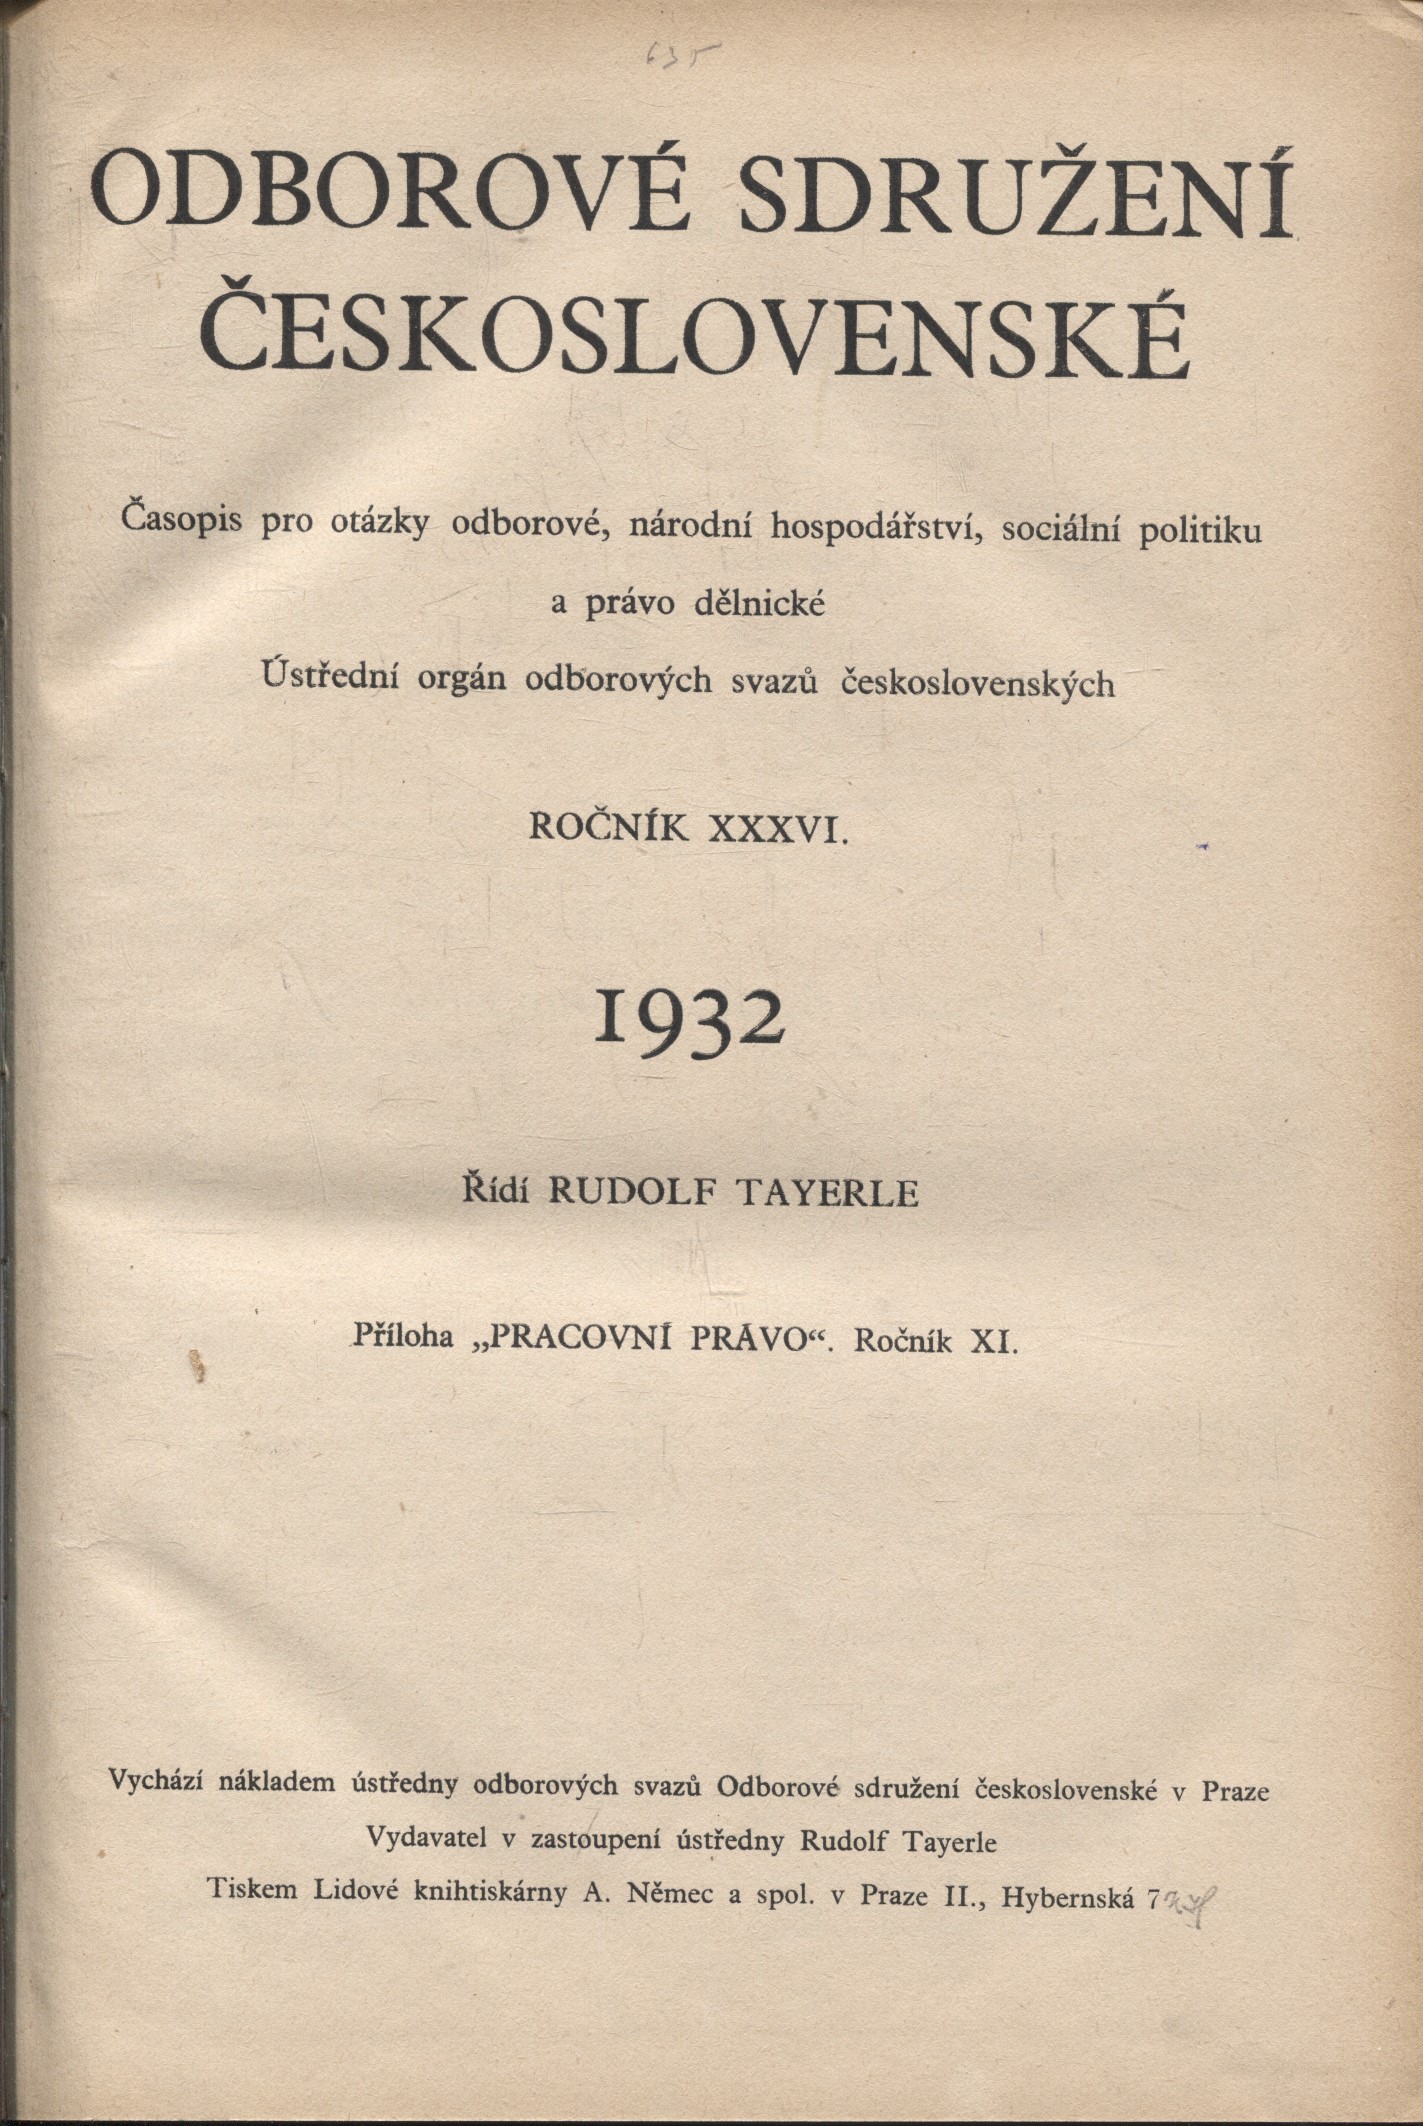 635
ODBOROVÉ SDRUŽENÍ
ČESKOSLOVENSKÉ
Časopis pro otázky odborové, národní hospodářství, sociální politiku
a právo dělnické
Ústřední orgán odborových svazů československých
ROČNÍK XXXVI.
1932
Řídí RUDOLF TAYERLE
Příloha „PRACOVNÍ PRÁVO“. Ročník XI.
Vychází nákladem ústředny odborových svazů Odborové sdružení československé v Praze
Vydavatel v zastoupení ústředny Rudolf Tayerle
Tiskem Lidové knihtiskárny A. Němec a spol. v Praze II., Hybernská 7